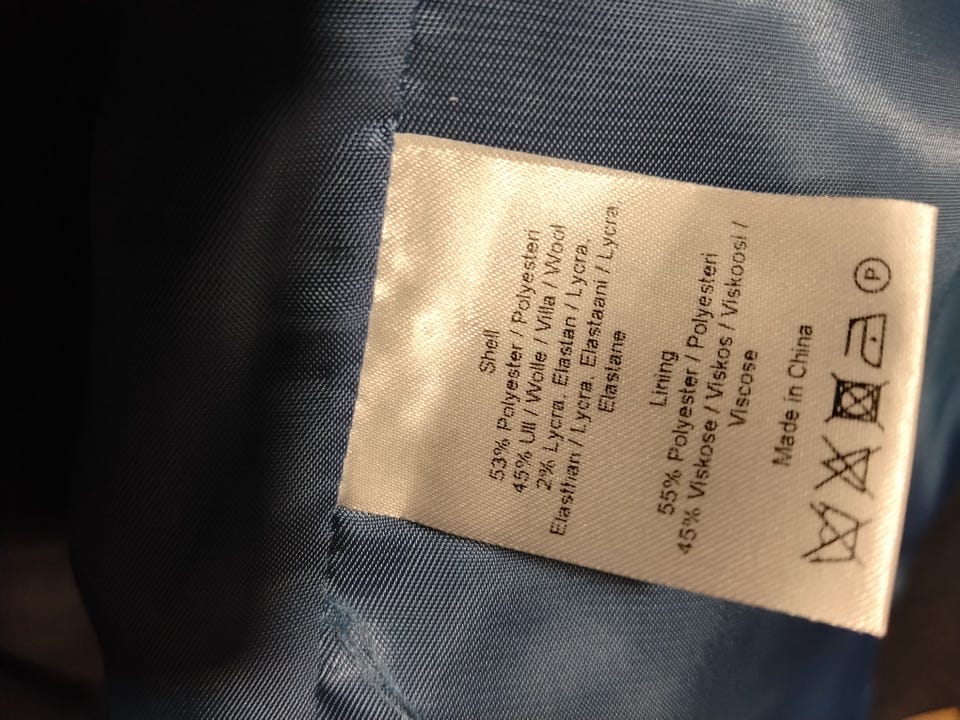 Shell
53% Polyester / Polyesteri
45% Ull / Wolle / Villa / Wool
2% Lycra. Elastan / Lycra.
Elasthan / Lycra. Elastaani / Lycra.
Elastane
Lining
55% Polyester / Polyesteri
45% Viskose / Viskos / Viskoosi /
Viscose
Made in China
P